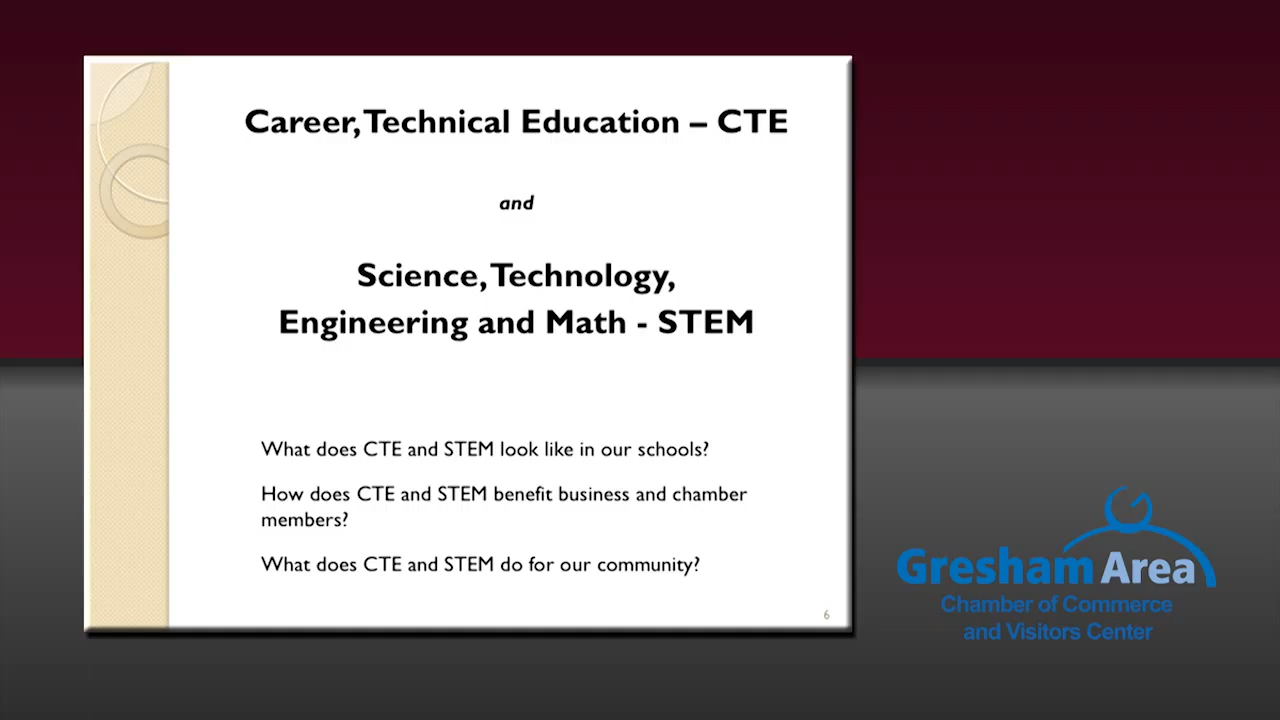 Career, Technical Education – CTE
and
Science, Technology,
Engineering and Math - STEM
What does CTE and STEM look like in our schools?
How does CTE and STEM benefit business and chamber
members?
What does CTE and STEM do for our community?
6
Gresham Area
Chamber of Commerce
and Visitors Center